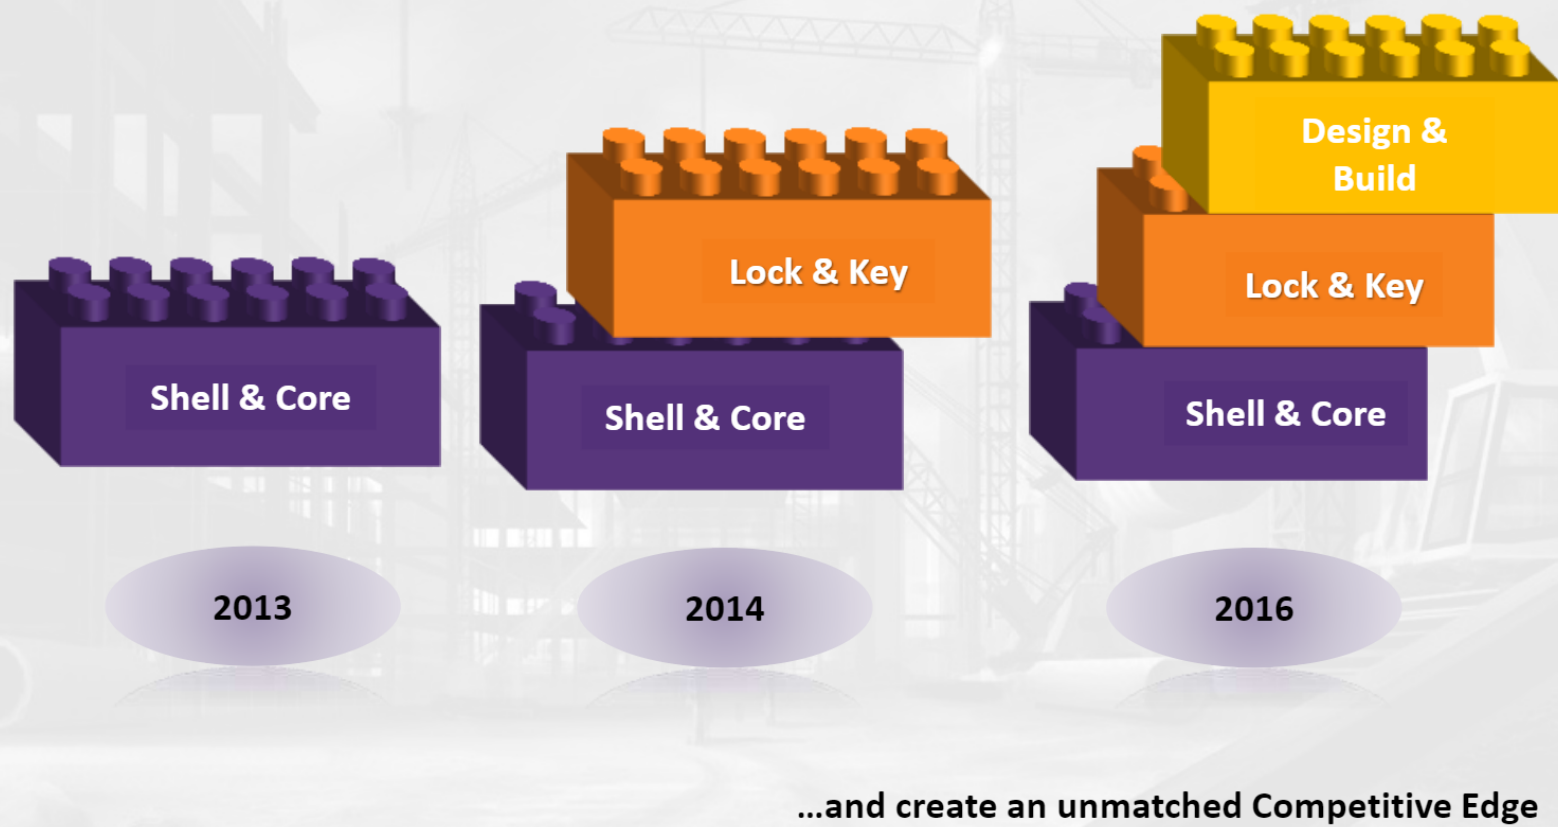 Shell & Core
2013
Lock & Key
Shell & Core
2014
Design &
Build
Lock & Key
Shell & Core
2016
...and create an unmatched Competitive Edge